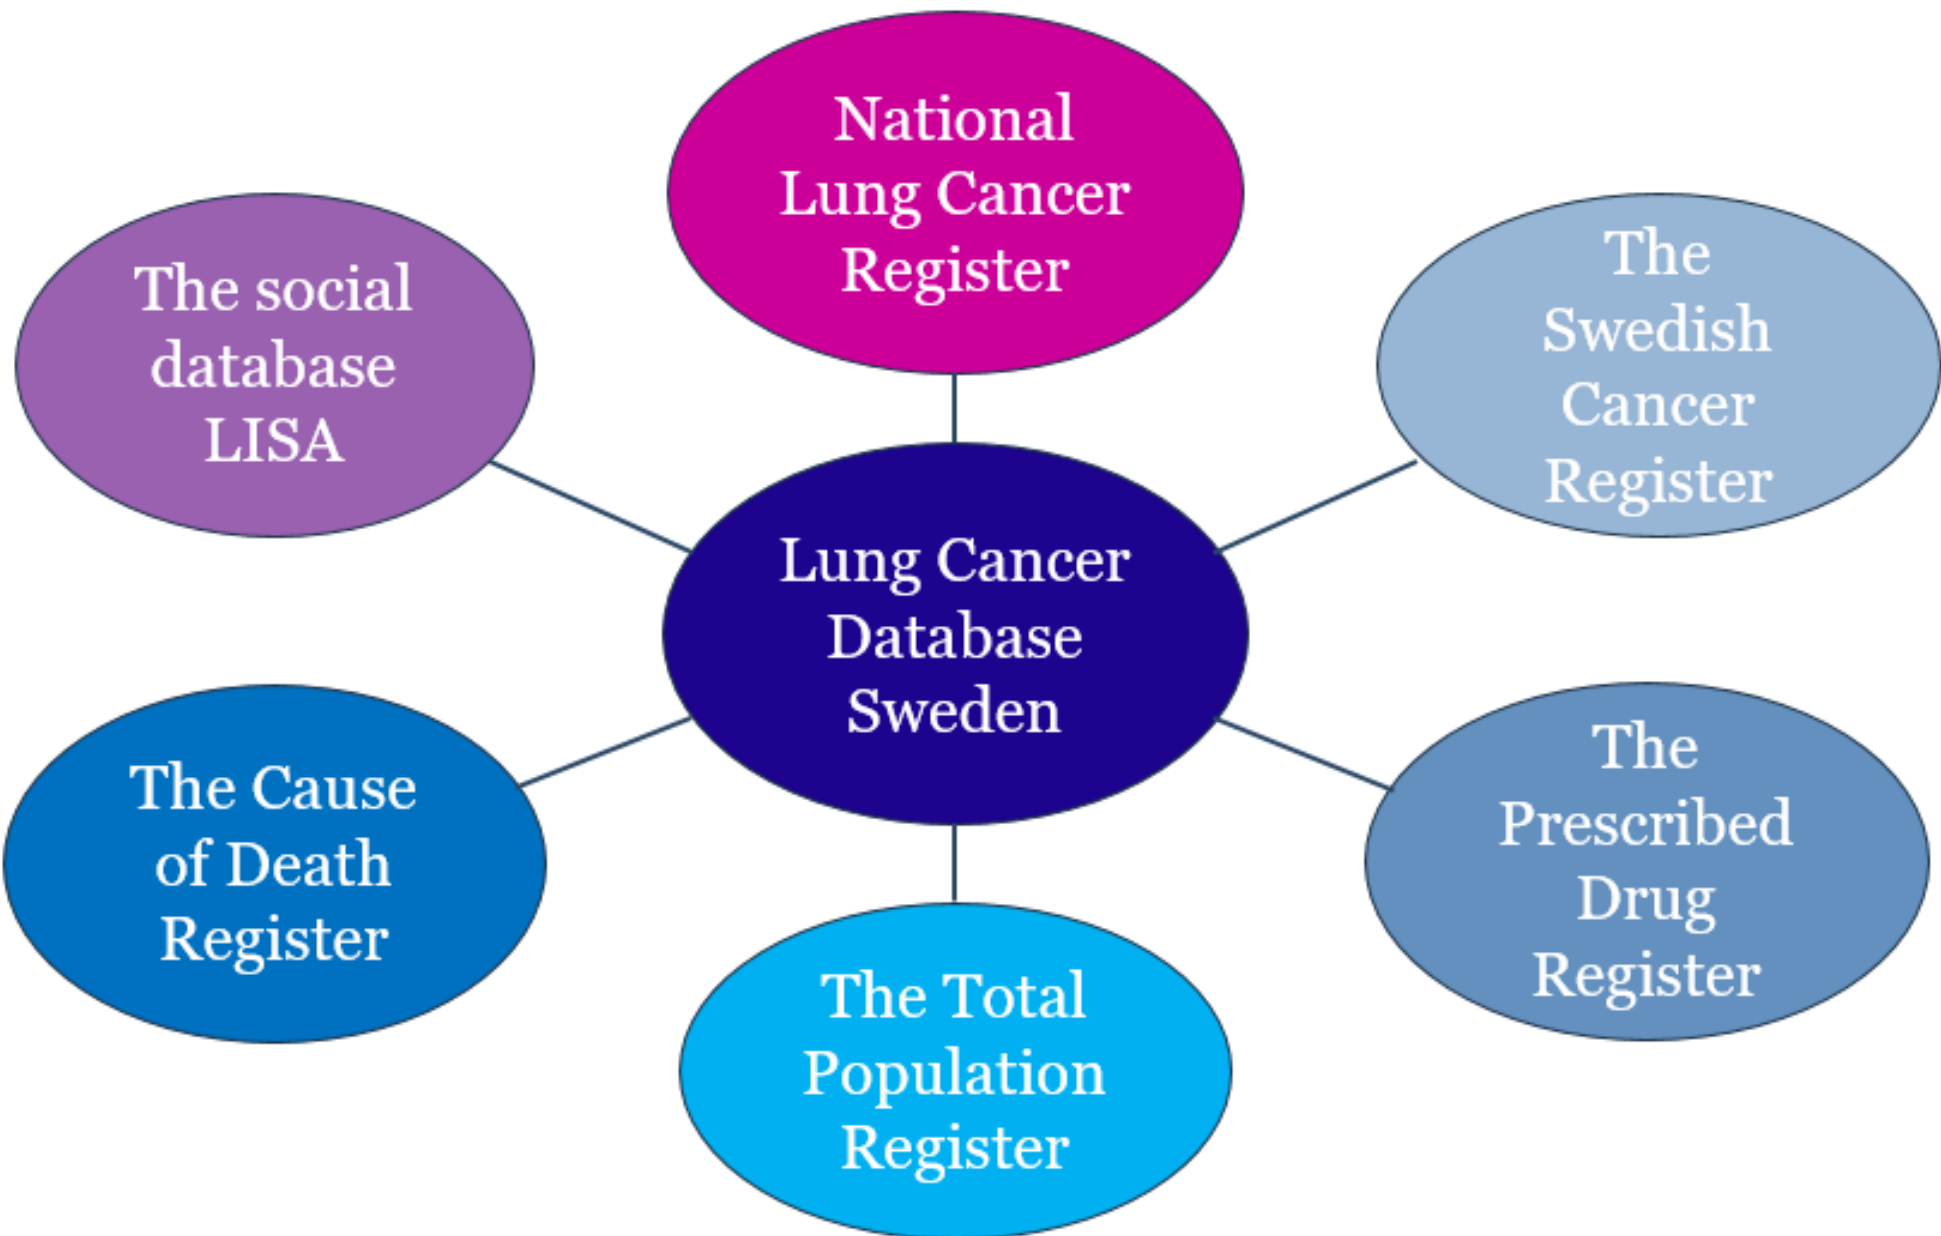 National
Lung Cancer
Register
The social
database
LISA
The
Swedish
Cancer
Register
Lung Cancer
Database
Sweden
The Cause
of Death
Register
The
Prescribed
Drug
Register
The Total
Population
Register